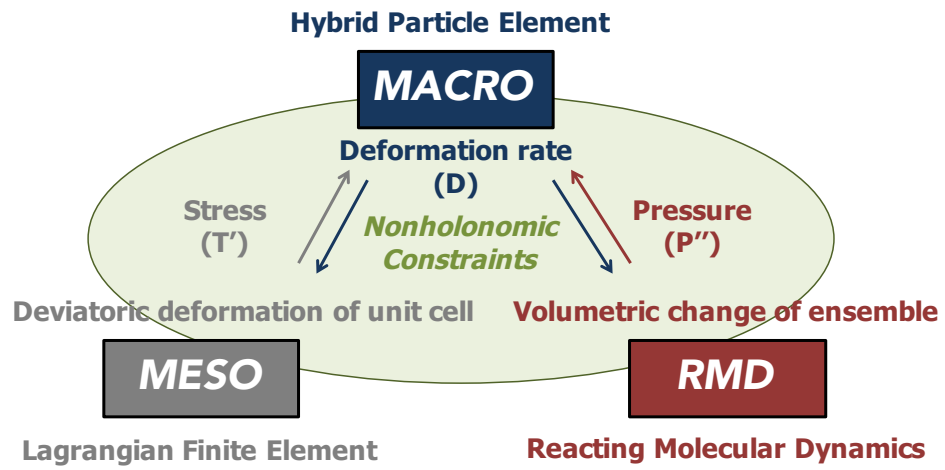 Hybrid Particle Element
MACRO
Deformation rate
(D)
Stress
(T′)
Nonholonomic
Constraints
Pressure
(P″)
Deviatoric deformation of unit cell
Volumetric change of ensemble
MESO
RMD
Lagrangian Finite Element
Reacting Molecular Dynamics